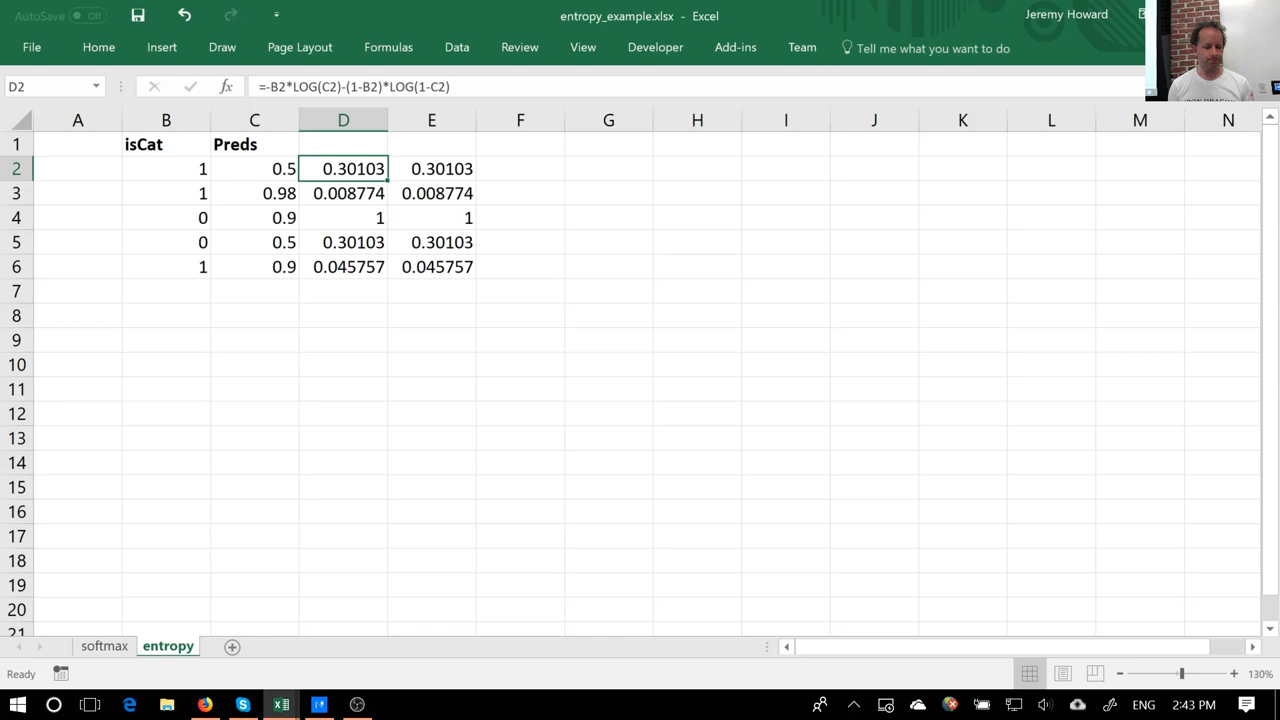 AutoSave Off
entropy_example.xlsx - Excel
Jeremy Howard
File Home Insert Draw Page Layout Formulas Data Review View Developer Add-ins Team Tell me what you want to do
D2 fx =-B2*LOG(C2)-(1-B2)*LOG(1-C2)
A B C D E F G H I J K L M N
1 isCat Preds
2 1 0.5 0.30103 0.30103
3 1 0.98 0.008774 0.008774
4 0 0.9 1 1
5 0 0.5 0.30103 0.30103
6 1 0.9 0.045757 0.045757
7
8
9
10
11
12
13
14
15
16
17
18
19
20
21
softmax entropy
Ready 130%
ENG 2:43 PM